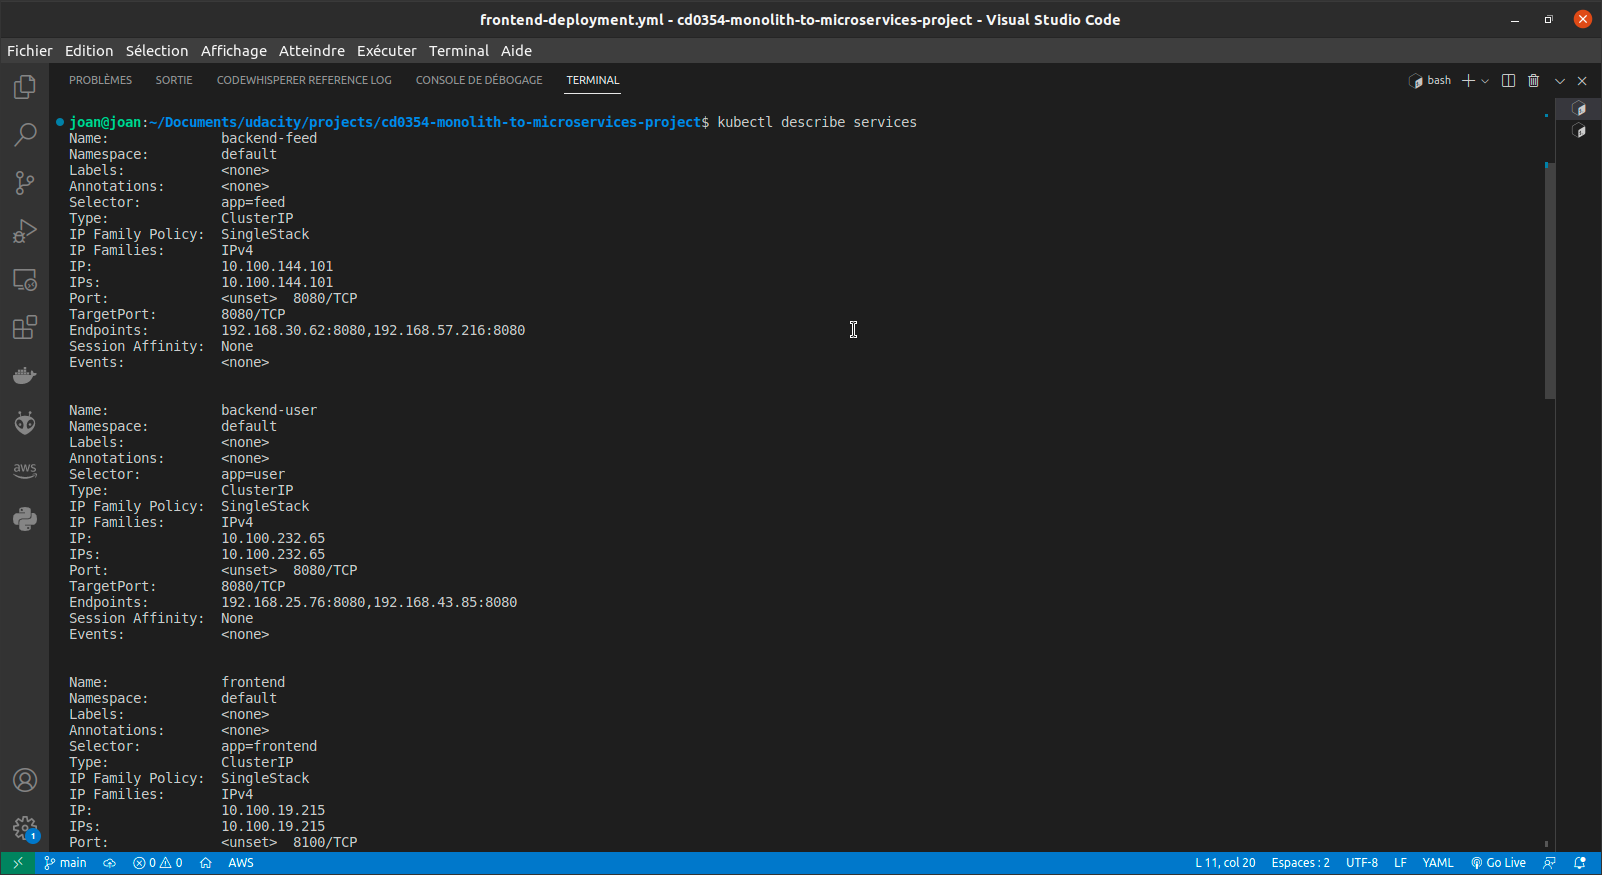 frontend-deployment.yml - cd0354-monolith-to-microservices-project - Visual Studio Code
Fichier Edition Sélection Affichage Atteindre Exécuter Terminal Aide
PROBLÈMES SORTIE CODEWHISPERER REFERENCE LOG CONSOLE DE DÉBOGAGE TERMINAL bash
joan@joan:~/Documents/udacity/projects/cd0354-monolith-to-microservices-project$ kubectl describe services
Name: backend-feed
Namespace: default
Labels: <none>
Annotations: <none>
Selector: app=feed
Type: ClusterIP
IP Family Policy: SingleStack
IP Families: IPv4
IP: 10.100.144.101
IPs: 10.100.144.101
Port: <unset> 8080/TCP
TargetPort: 8080/TCP
Endpoints: 192.168.30.62:8080,192.168.57.216:8080
Session Affinity: None
Events: <none>
Name: backend-user
Namespace: default
Labels: <none>
Annotations: <none>
Selector: app=user
Type: ClusterIP
IP Family Policy: SingleStack
IP Families: IPv4
IP: 10.100.232.65
IPs: 10.100.232.65
Port: <unset> 8080/TCP
TargetPort: 8080/TCP
Endpoints: 192.168.25.76:8080,192.168.43.85:8080
Session Affinity: None
Events: <none>
Name: frontend
Namespace: default
Labels: <none>
Annotations: <none>
Selector: app=frontend
Type: ClusterIP
IP Family Policy: SingleStack
IP Families: IPv4
IP: 10.100.19.215
IPs: 10.100.19.215
Port: <unset> 8100/TCP
aws
1
main 0 0 AWS L 11, col 20 Espaces : 2 UTF-8 LF YAML Go Live